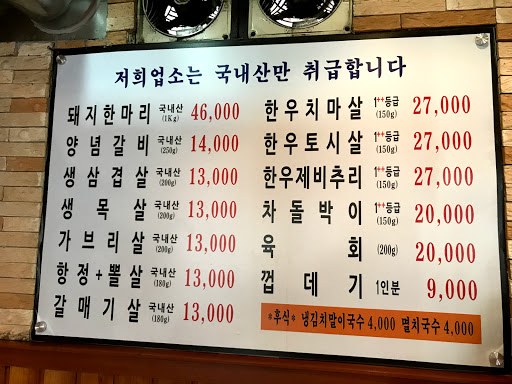 저희업소는 국내산만 취급합니다
돼지한마리 국내산 (1Kg) 46,000
양념갈비 국내산 (250g) 14,000
생삼겹살 국내산 (200g) 13,000
생목살 국내산 (200g) 13,000
가브리살 국내산 (200g) 13,000
항정+뽈살 국내산 (180g) 13,000
갈매기살 국내산 (180g) 13,000
한우치마살 1++등급 (150g) 27,000
한우토시살 1++등급 (150g) 27,000
한우제비추리 1++등급 (150g) 27,000
차돌박이 1++등급 (150g) 20,000
육회 (200g) 20,000
껍데기 1인분 9,000
*후식* 냉김치말이국수 4,000 멸치국수 4,000